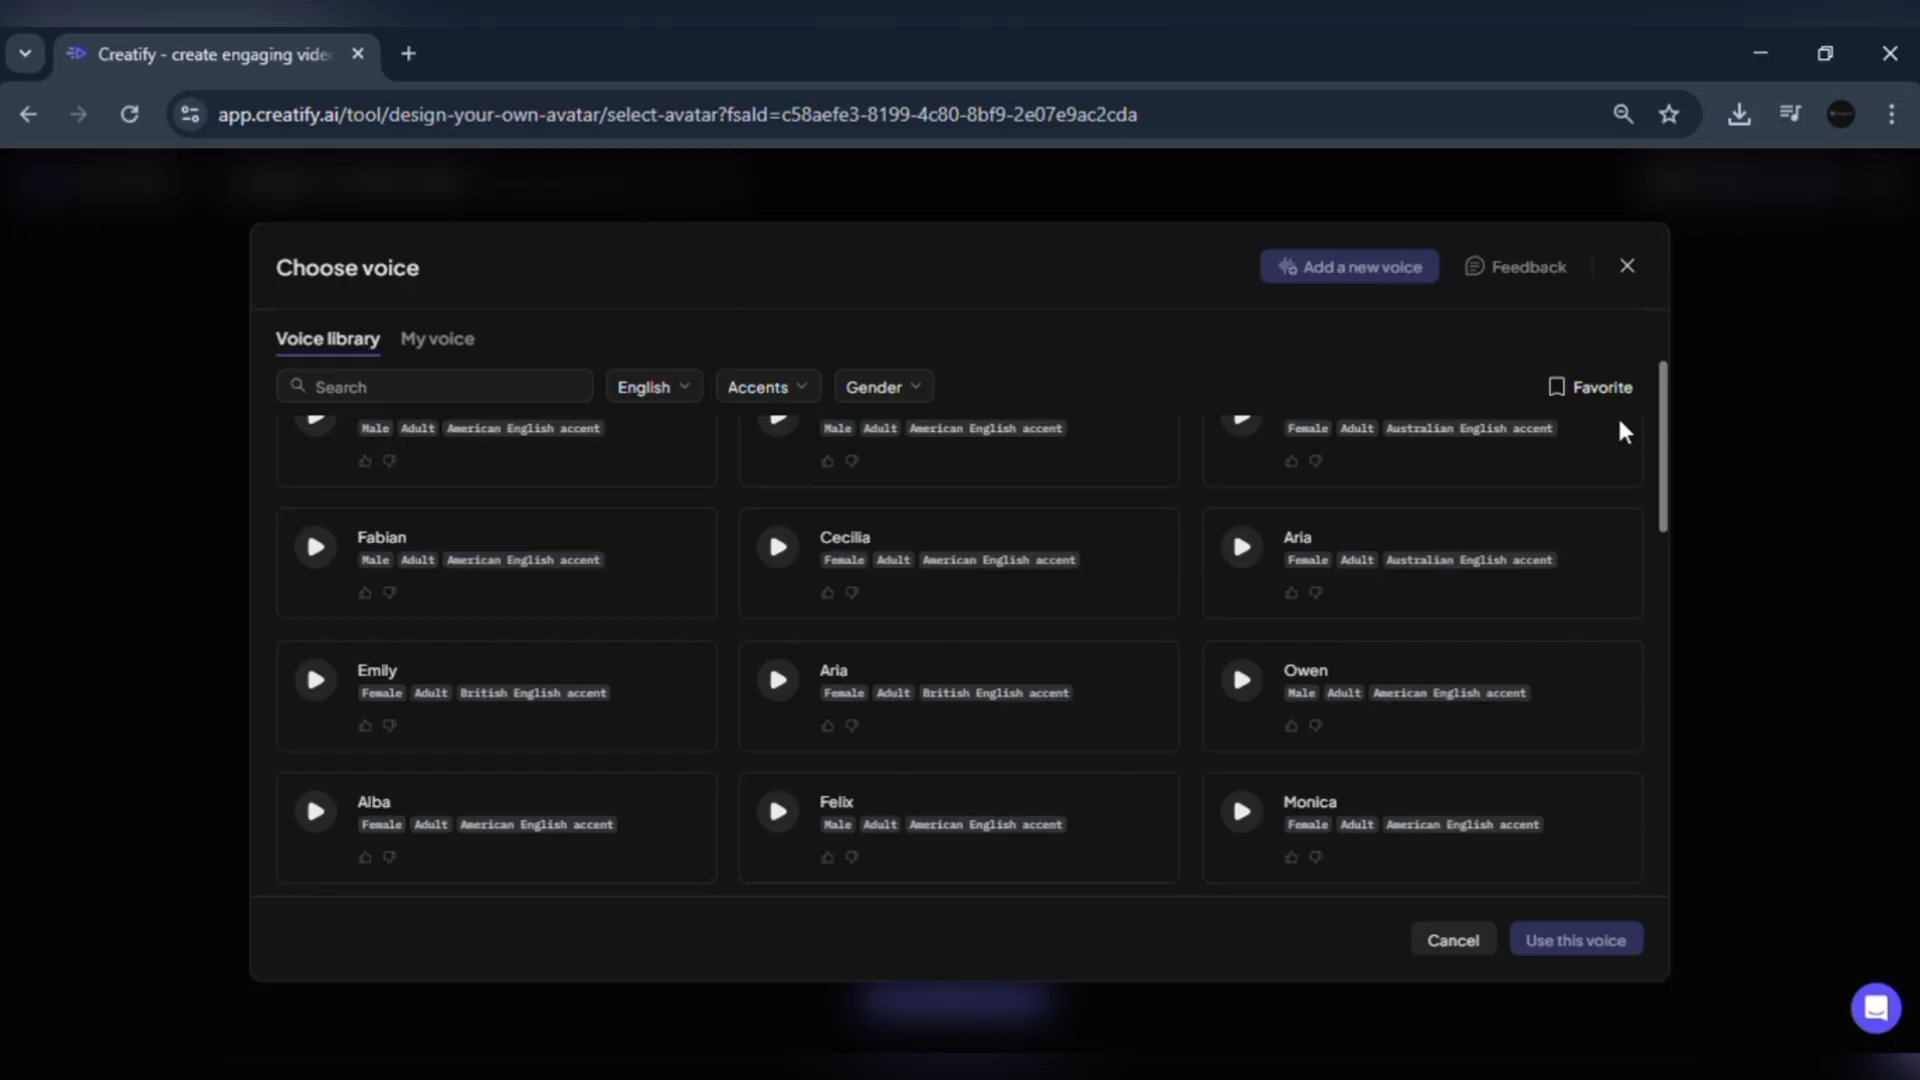 Creatify - create engaging vide
app.creatify.ai/tool/design-your-own-avatar/select-avatar?fsaId=c58aefe3-8199-4c80-8bf9-2e07e9ac2cda
Choose voice
Add a new voice
Feedback
Voice library
My voice
Search
English
Accents
Gender
Favorite
Male Adult American English accent
Male Adult American English accent
Female Adult Australian English accent
Fabian
Male Adult American English accent
Cecilia
Female Adult American English accent
Aria
Female Adult Australian English accent
Emily
Female Adult British English accent
Aria
Female Adult British English accent
Owen
Male Adult American English accent
Alba
Female Adult American English accent
Felix
Male Adult American English accent
Monica
Female Adult American English accent
Cancel
Use this voice